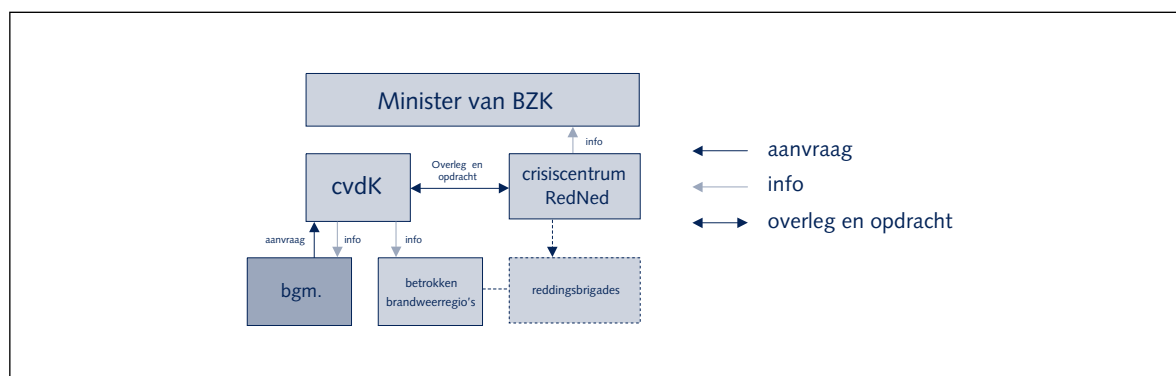 Minister van BZK
info
cvdK
Overleg en
opdracht
crisiscentrum
RedNed
aanvraag
info
info
bgm.
betrokken
brandweerregio's
reddingsbrigades
aanvraag
info
overleg en opdracht